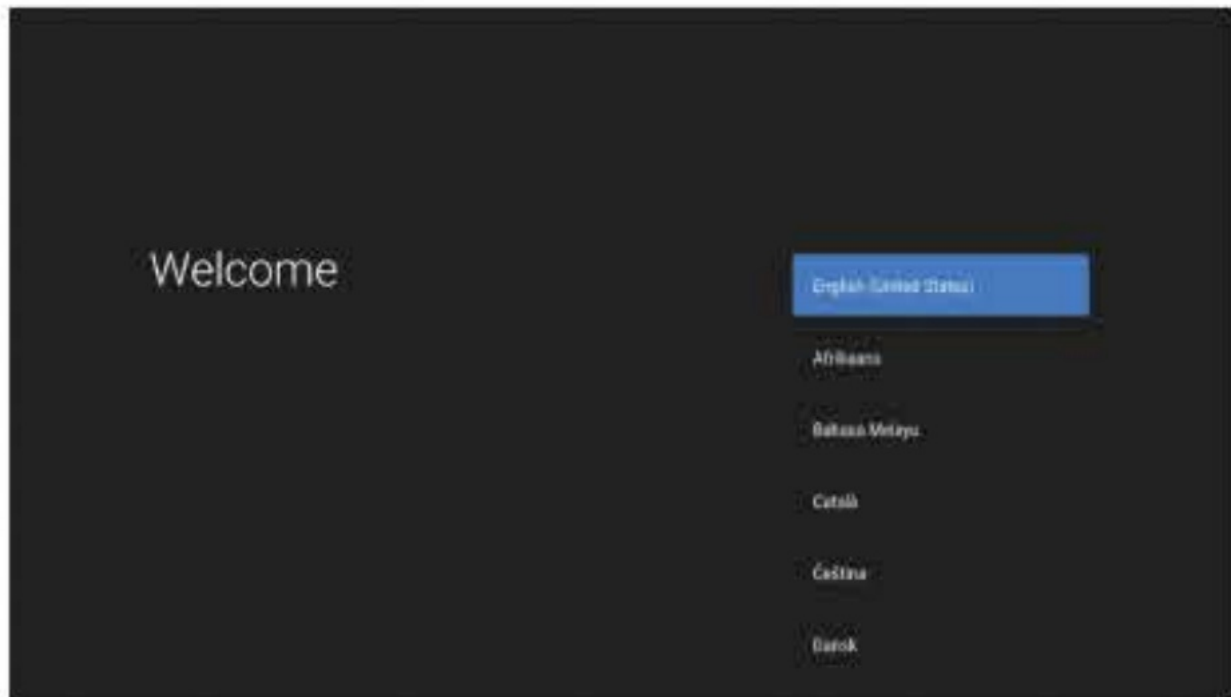 Welcome
English (United States)
Afrikaans
Bahasa Melayu
Català
Čeština
Dansk